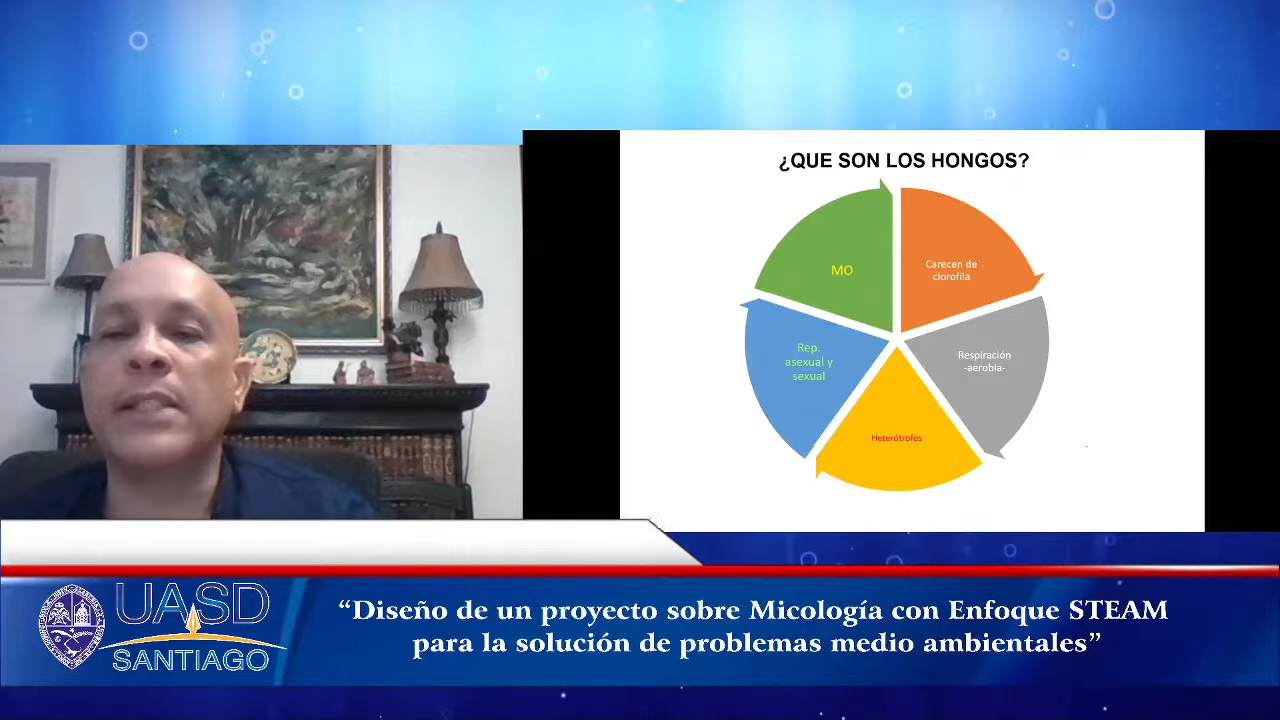 ¿QUE SON LOS HONGOS?
MO
Carecen de
clorofila
Rep.
asexual y
sexual
Respiración
-aerobia-
Heterótrofos
UASD
SANTIAGO
“Diseño de un proyecto sobre Micología con Enfoque STEAM
para la solución de problemas medio ambientales”